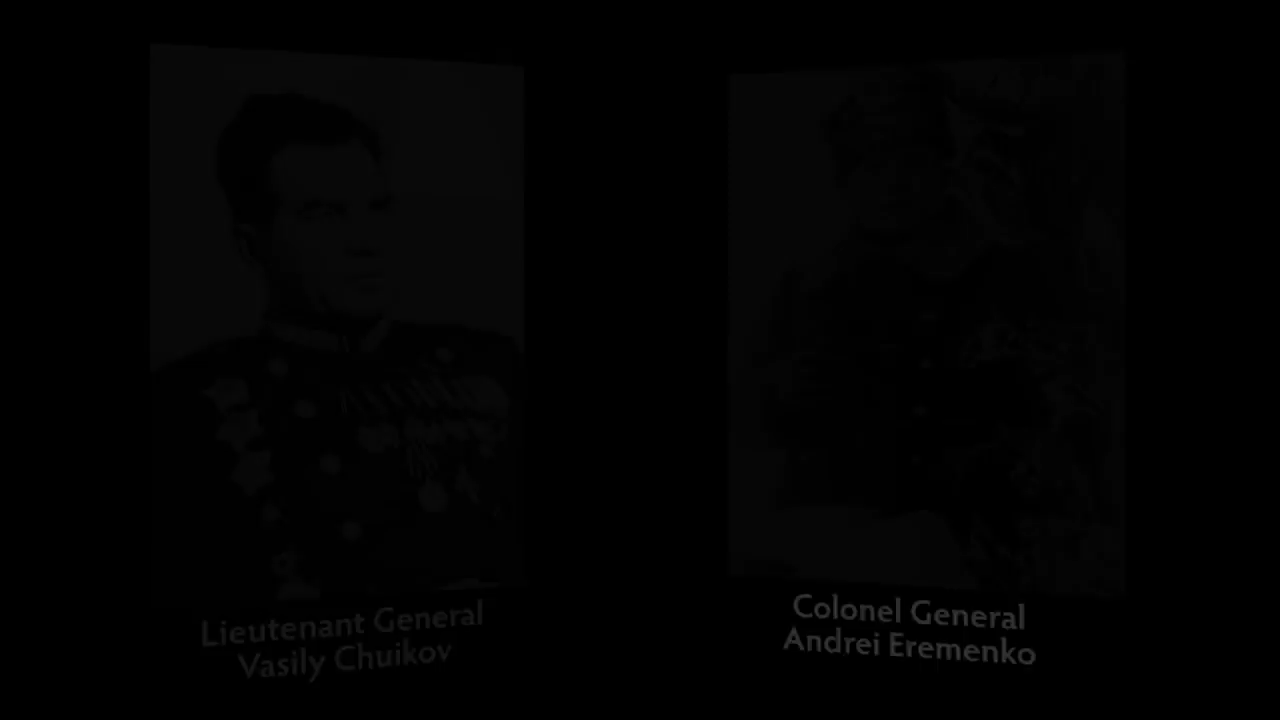 Lieutenant General
Vasily Chuikov
Colonel General
Andrei Eremenko